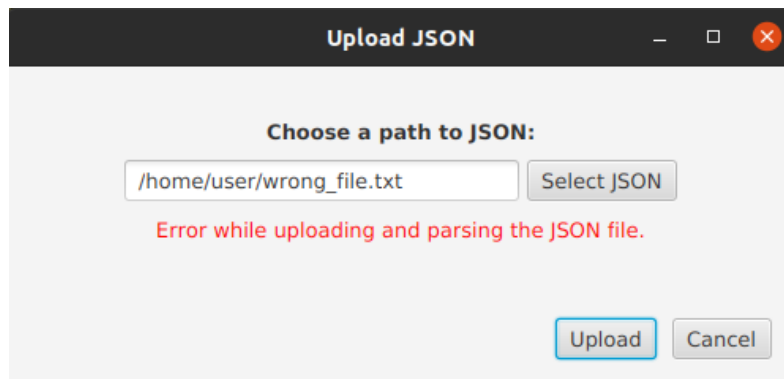 Upload JSON
Choose a path to JSON:
/home/user/wrong_file.txt Select JSON
Error while uploading and parsing the JSON file.
Upload Cancel